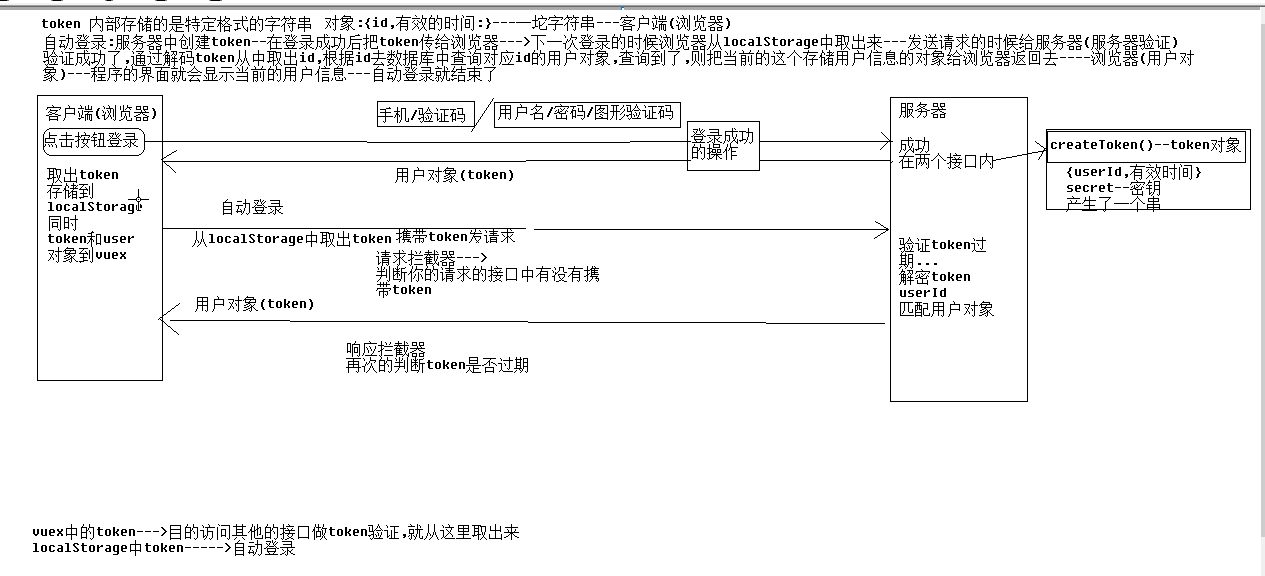 token 内部存储的是特定格式的字符串  对象:{id,有效的时间:}-----一坨字符串---客户端(浏览器)
自动登录:服务器中创建token--在登录成功后把token传给浏览器--->下一次登录的时候浏览器从localStorage中取出来---发送请求的时候给服务器(服务器验证)
验证成功了,通过解码token从中取出id,根据id去数据库中查询对应id的用户对象,查询到了,则把当前的这个存储用户信息的对象给浏览器返回去----浏览器(用户对
象)---程序的界面就会显示当前的用户信息---自动登录就结束了
客户端(浏览器)
点击按钮登录
手机/验证码
用户名/密码/图形验证码
登录成功
的操作
服务器
成功
在两个接口内
createToken()--token对象
{userId,有效时间}
secret--密钥
产生了一个串
取出token
存储到
localStorage
同时
token和user
对象到vuex
用户对象(token)
自动登录
从localStorage中取出token 携带token发请求
请求拦截器--->
判断你的请求的接口中有没有携
带token
验证token过
期...
解密token
userId
匹配用户对象
用户对象(token)
响应拦截器
再次的判断token是否过期
vuex中的token--->目的访问其他的接口做token验证,就从这里取出来
localStorage中token----->自动登录